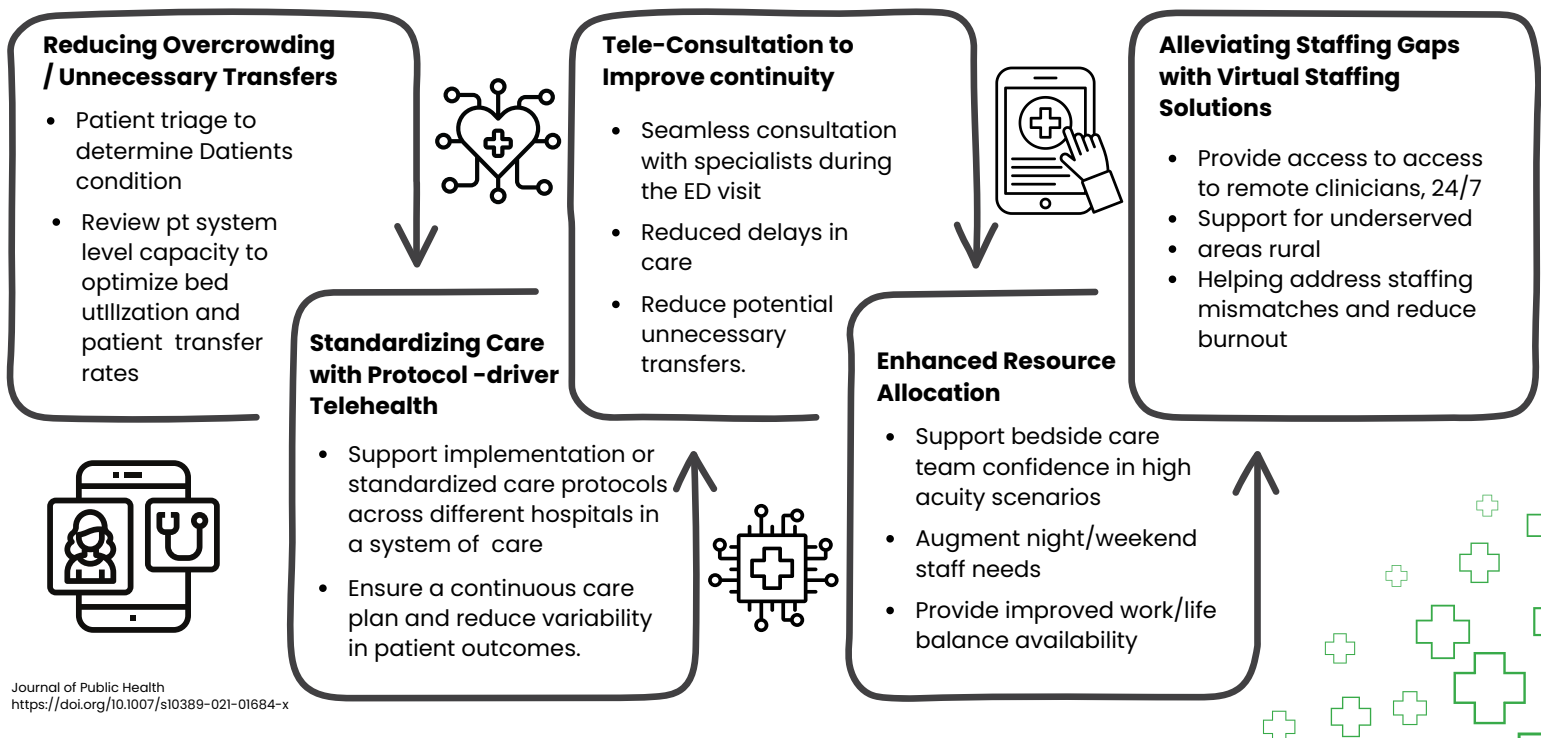 Reducing Overcrowding
/ Unnecessary Transfers
• Patient triage to
determine Datients
condition
• Review pt system
level capacity to
optimize bed
utIlIzation and
patient transfer
rates
Standardizing Care
with Protocol -driver
Telehealth
• Support implementation or
standardized care protocols
across different hospitals in
a system of care
• Ensure a continuous care
plan and reduce variability
in patient outcomes.
Tele-Consultation to
Improve continuity
• Seamless consultation
with specialists during
the ED visit
• Reduced delays in
care
• Reduce potential
unnecessary
transfers.
Enhanced Resource
Allocation
• Support bedside care
team confidence in high
acuity scenarios
• Augment night/weekend
staff needs
• Provide improved work/life
balance availability
Alleviating Staffing Gaps
with Virtual Staffing
Solutions
• Provide access to access
to remote clinicians, 24/7
• Support for underserved
• areas rural
• Helping address staffing
mismatches and reduce
burnout
Journal of Public Health
https://doi.org/10.1007/s10389-021-01684-x